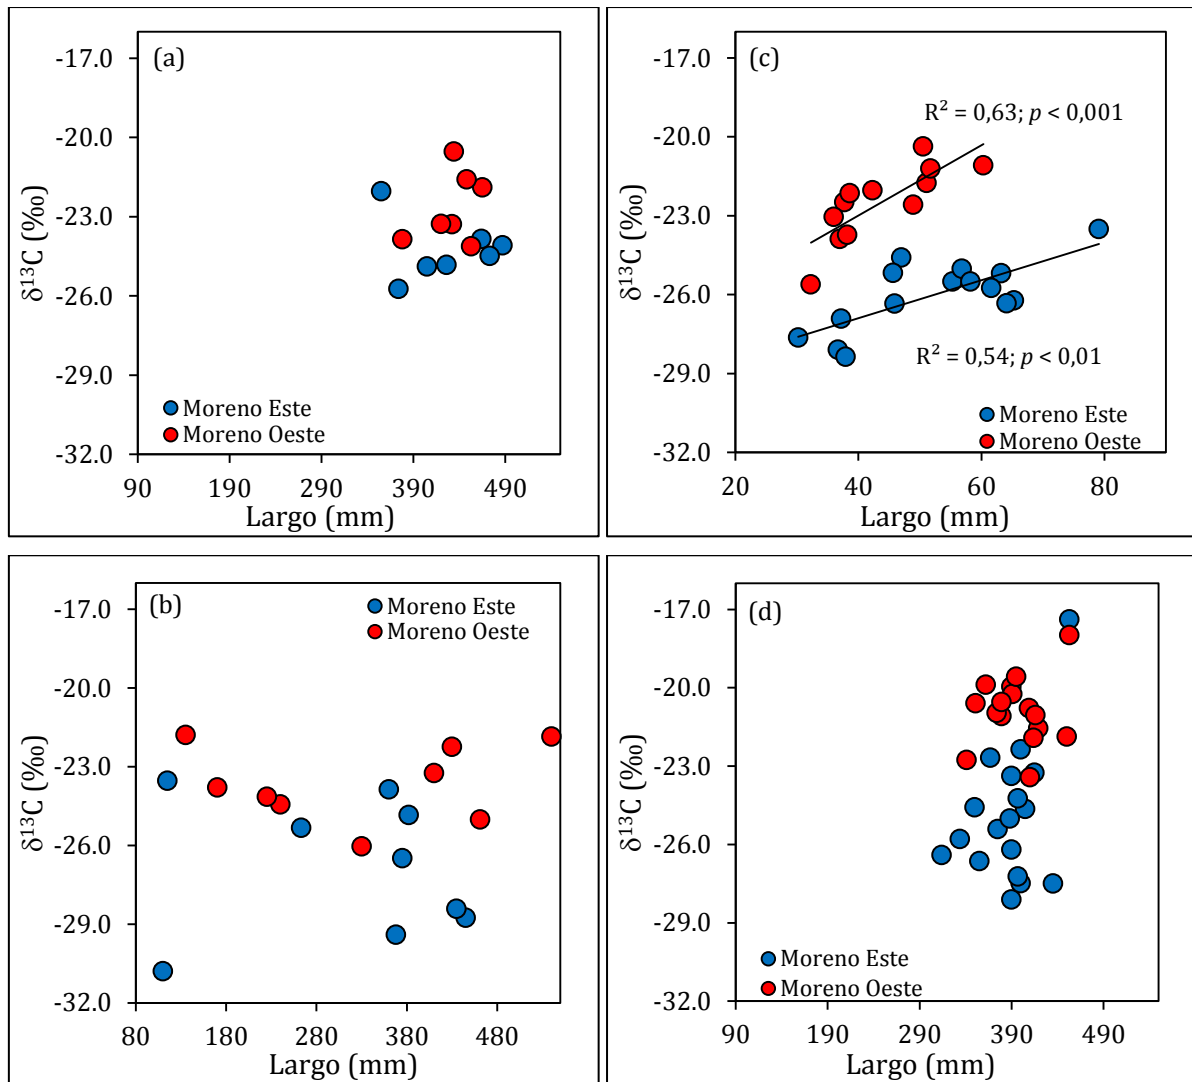 (a)
-17.0
-20.0
-23.0
-26.0
-29.0
-32.0
δ¹³C (‰)
Moreno Este
Moreno Oeste
90 190 290 390 490
Largo (mm)
(c)
-17.0
-20.0
-23.0
-26.0
-29.0
-32.0
δ¹³C (‰)
R² = 0,63; p < 0,001
R² = 0,54; p < 0,01
Moreno Este
Moreno Oeste
20 40 60 80
Largo (mm)
(b)
-17.0
-20.0
-23.0
-26.0
-29.0
-32.0
δ¹³C (‰)
Moreno Este
Moreno Oeste
80 180 280 380 480
Largo (mm)
(d)
-17.0
-20.0
-23.0
-26.0
-29.0
-32.0
δ¹³C (‰)
Moreno Este
Moreno Oeste
90 190 290 390 490
Largo (mm)